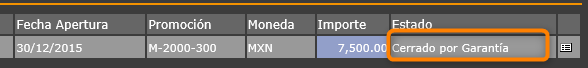 Fecha Apertura Promoción Moneda Importe Estado
30/12/2015 M-2000-300 MXN 7,500.00 Cerrado por Garantía